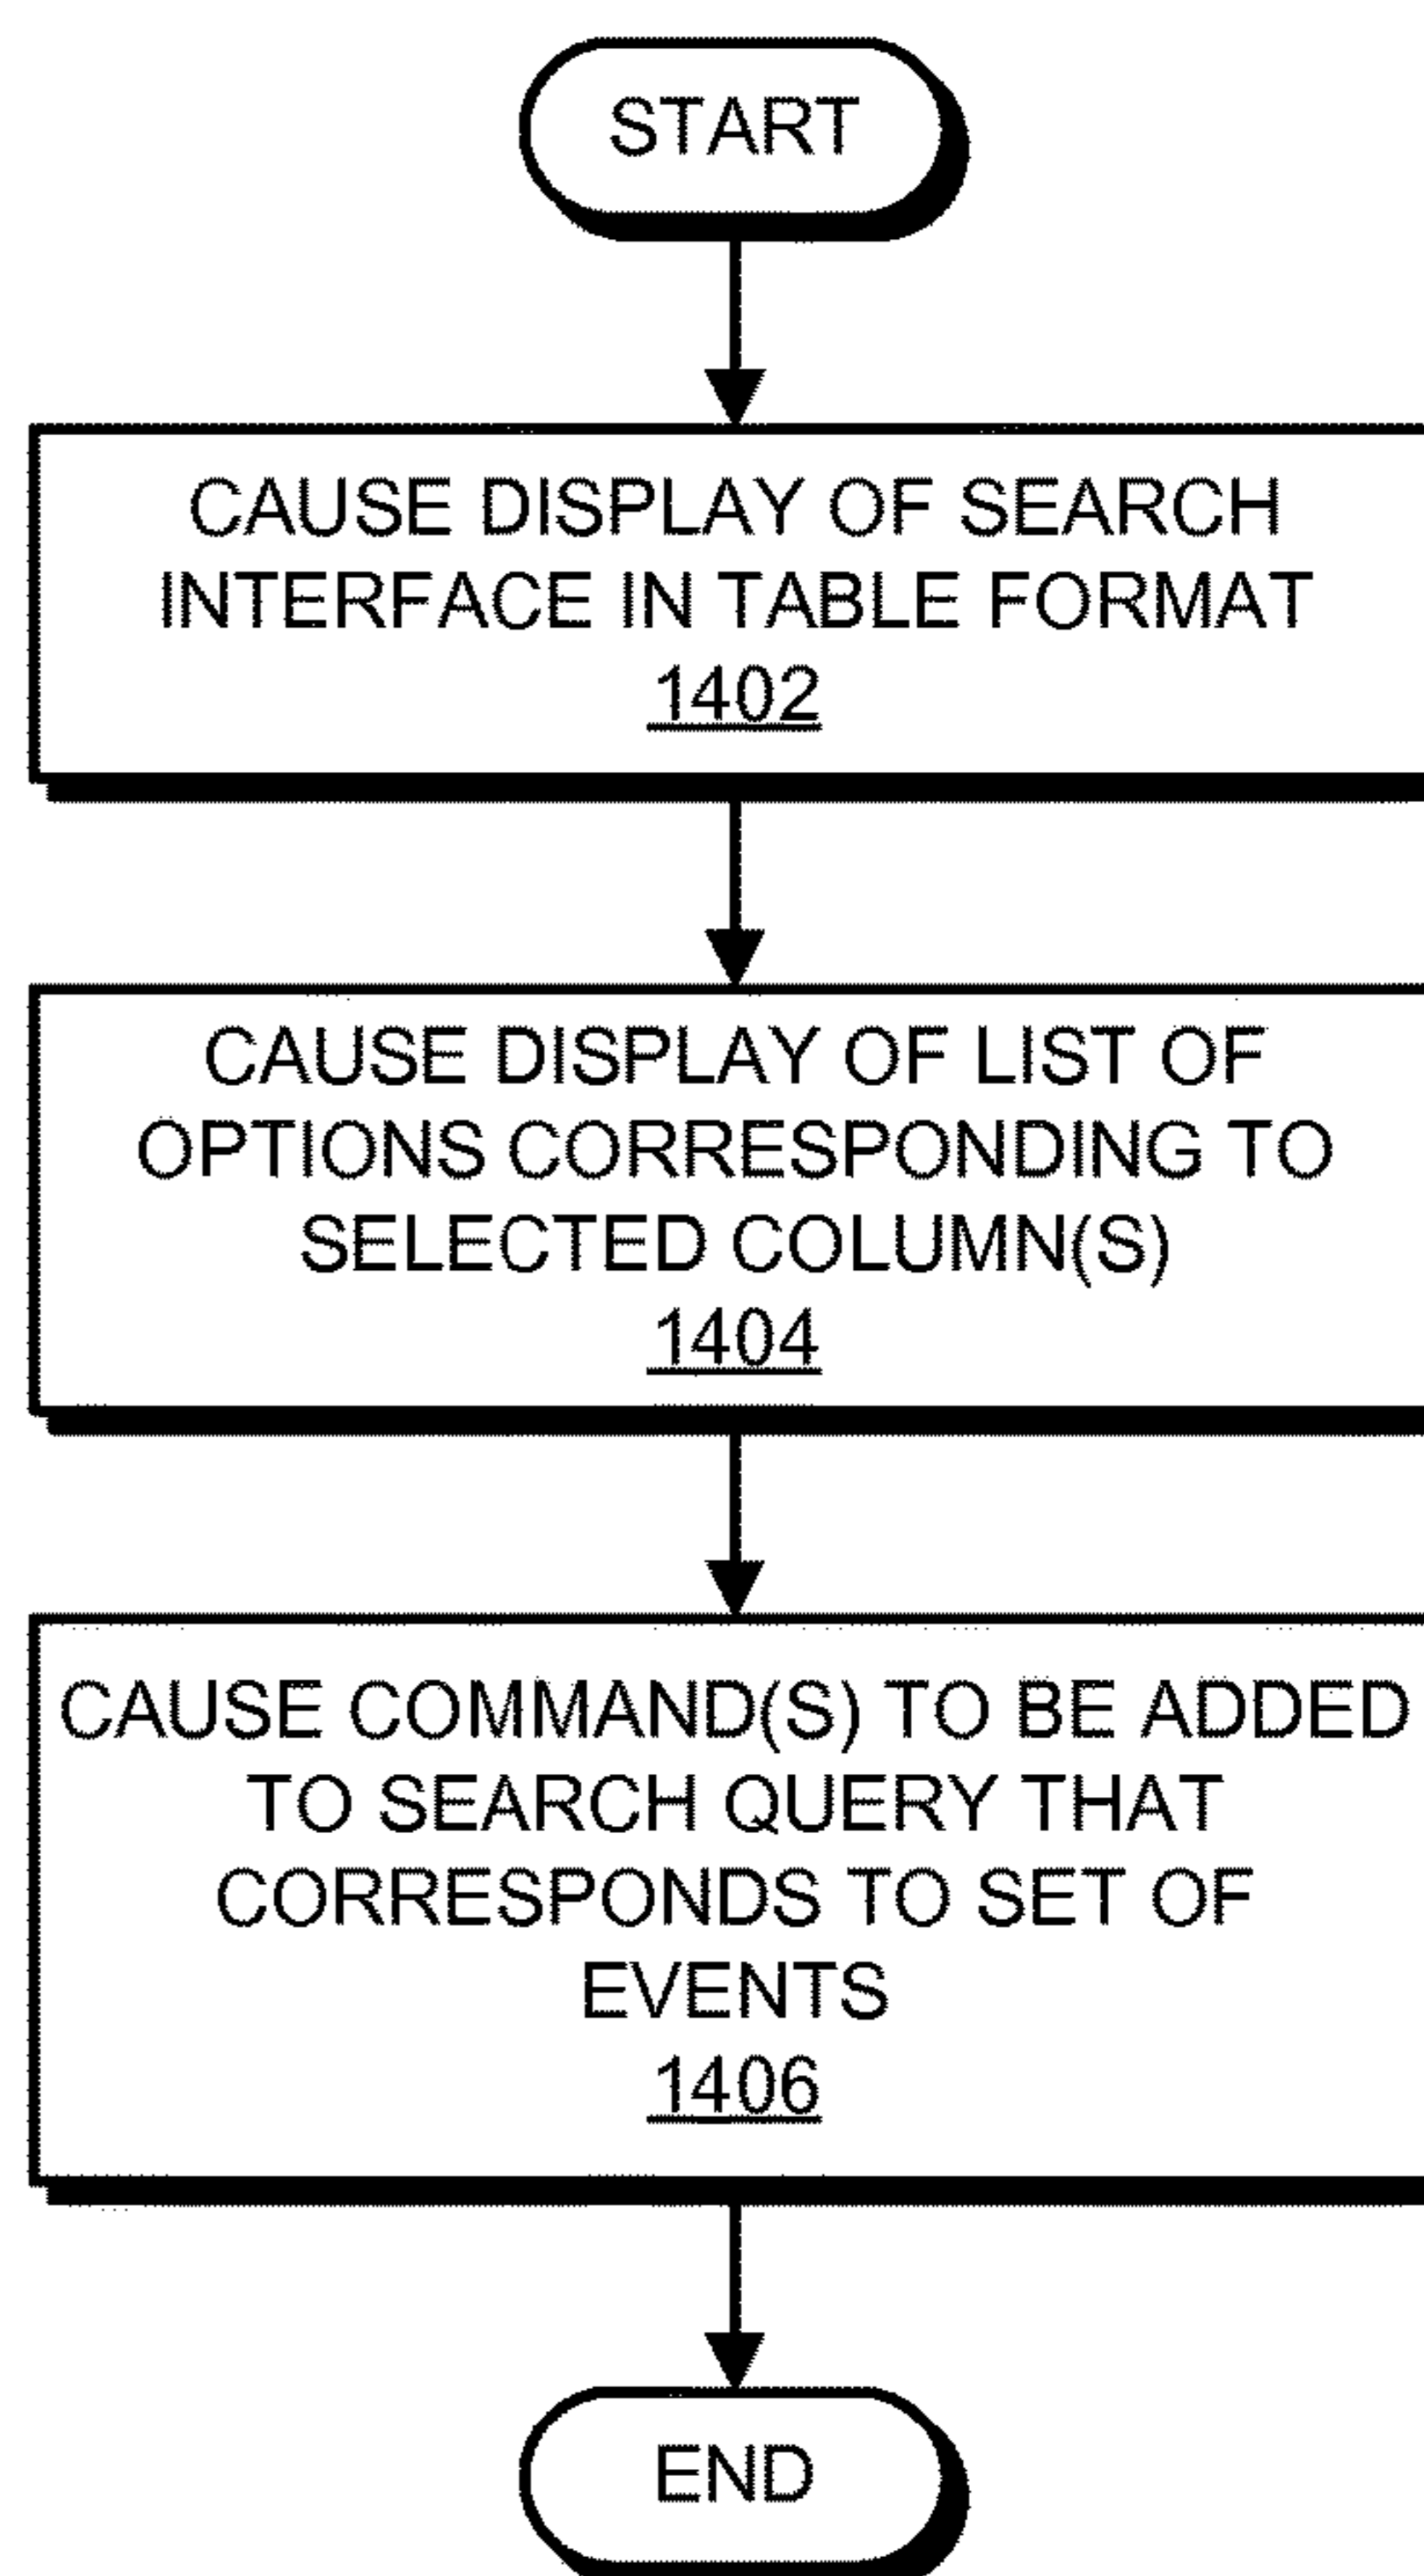 START
CAUSE DISPLAY OF SEARCH
INTERFACE IN TABLE FORMAT
1402
CAUSE DISPLAY OF LIST OF
OPTIONS CORRESPONDING TO
SELECTED COLUMN(S)
1404
CAUSE COMMAND(S) TO BE ADDED
TO SEARCH QUERY THAT
CORRESPONDS TO SET OF
EVENTS
1406
END